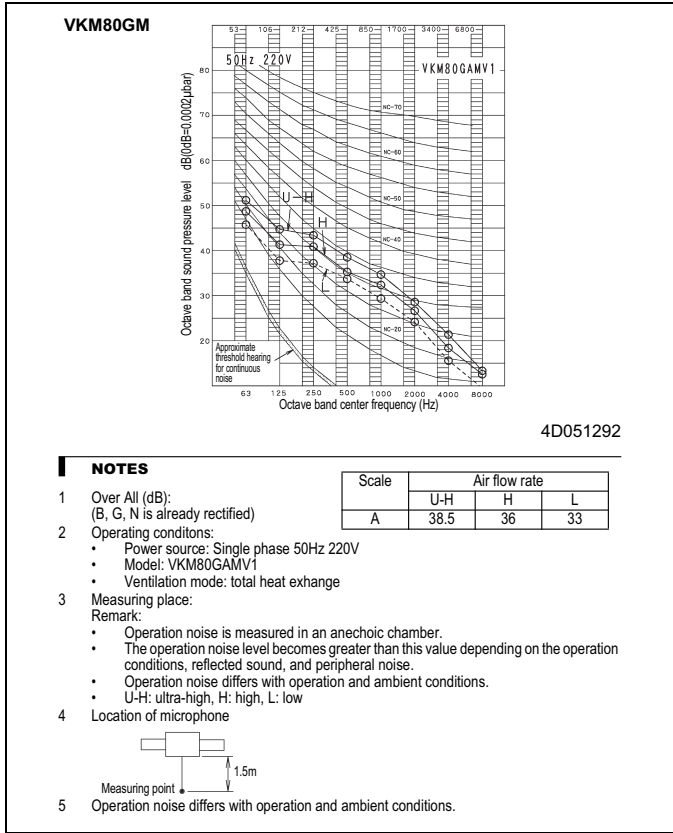 VKM80GM
53 106 212 425 850 1700 3400 6800
50Hz 220V
VKM80GAMV1
dB(0dB=0.0002μbar)
Octave band sound pressure level
80
70
60
50
40
30
20
NC-70
NC-60
NC-50
NC-40
NC-20
U-H
H
L
Approximate
threshold hearing
for continuous
noise
63 125 250 500 1000 2000 4000 8000
Octave band center frequency (Hz)
4D051292
NOTES
1 Over All (dB):
(B, G, N is already rectified)
Scale Air flow rate
U-H H L
A 38.5 36 33
2 Operating conditons:
• Power source: Single phase 50Hz 220V
• Model: VKM80GAMV1
• Ventilation mode: total heat exhange
3 Measuring place:
Remark:
• Operation noise is measured in an anechoic chamber.
• The operation noise level becomes greater than this value depending on the operation
conditions, reflected sound, and peripheral noise.
• Operation noise differs with operation and ambient conditions.
• U-H: ultra-high, H: high, L: low
4 Location of microphone
1.5m
Measuring point
5 Operation noise differs with operation and ambient conditions.